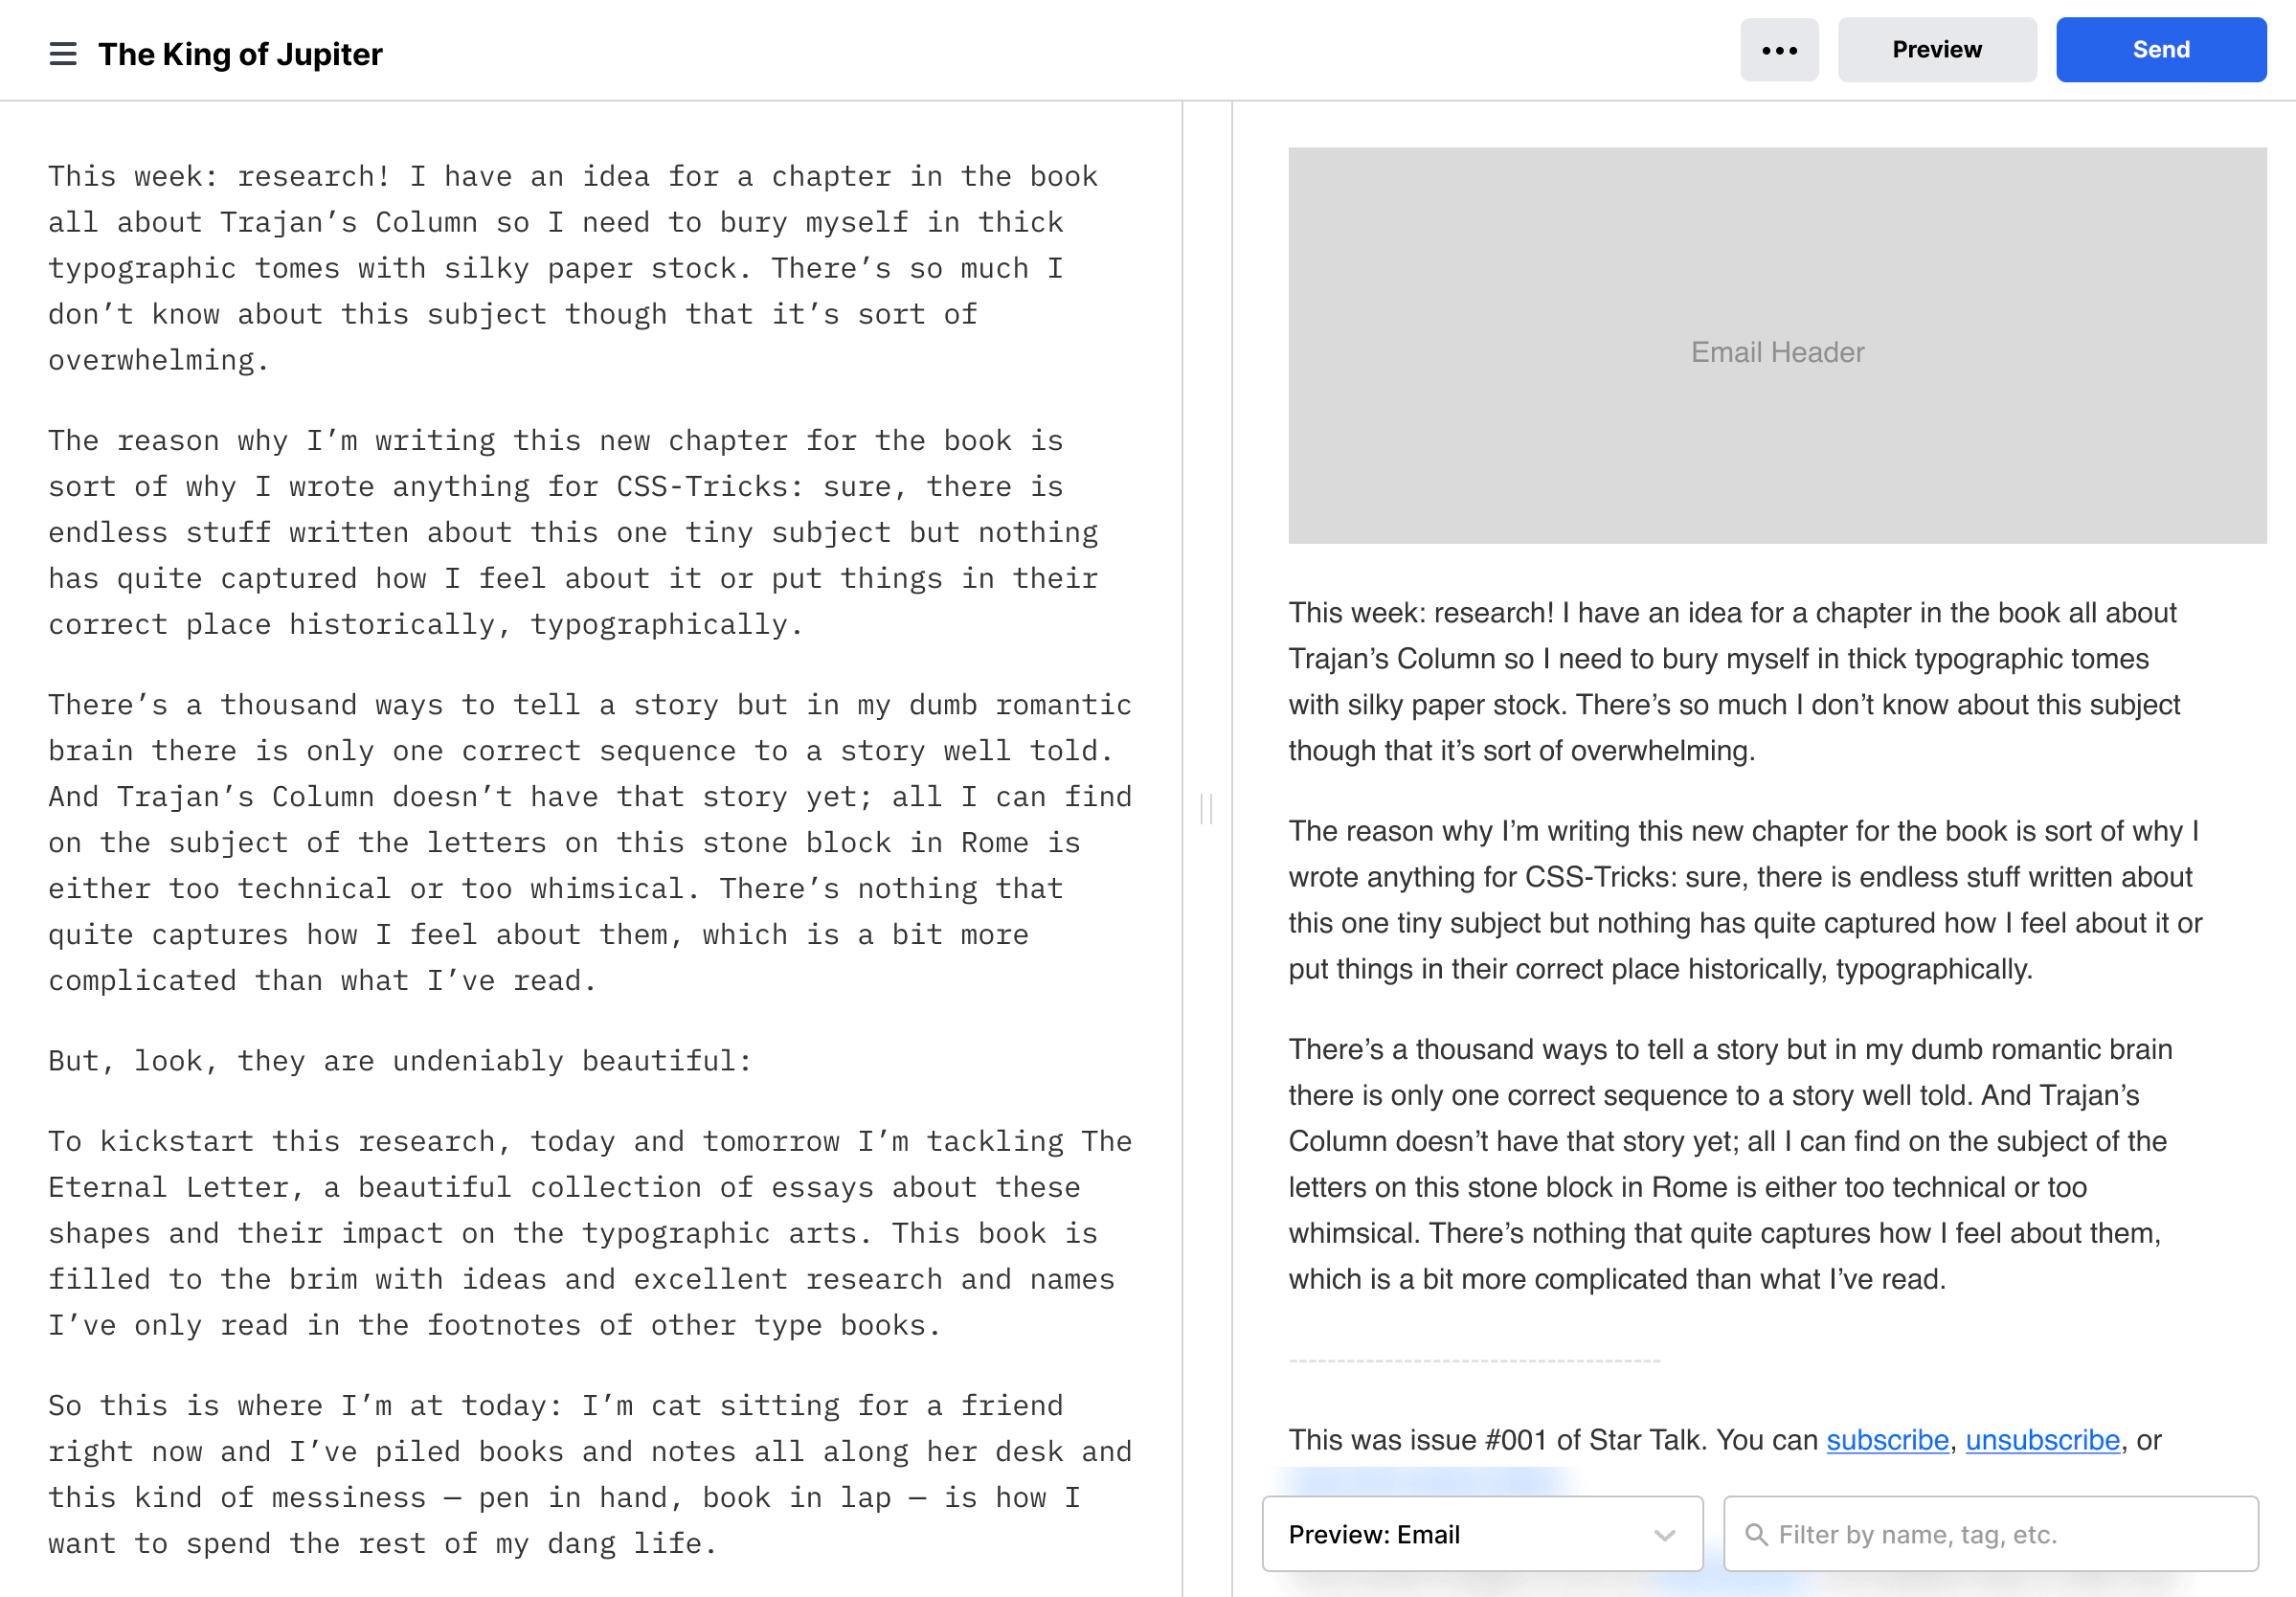 The King of Jupiter
Preview
Send
This week: research! I have an idea for a chapter in the book
all about Trajan’s Column so I need to bury myself in thick
typographic tomes with silky paper stock. There’s so much I
don’t know about this subject though that it’s sort of
overwhelming.
The reason why I’m writing this new chapter for the book is
sort of why I wrote anything for CSS-Tricks: sure, there is
endless stuff written about this one tiny subject but nothing
has quite captured how I feel about it or put things in their
correct place historically, typographically.
There’s a thousand ways to tell a story but in my dumb romantic
brain there is only one correct sequence to a story well told.
And Trajan’s Column doesn’t have that story yet; all I can find
on the subject of the letters on this stone block in Rome is
either too technical or too whimsical. There’s nothing that
quite captures how I feel about them, which is a bit more
complicated than what I’ve read.
But, look, they are undeniably beautiful:
To kickstart this research, today and tomorrow I’m tackling The
Eternal Letter, a beautiful collection of essays about these
shapes and their impact on the typographic arts. This book is
filled to the brim with ideas and excellent research and names
I’ve only read in the footnotes of other type books.
So this is where I’m at today: I’m cat sitting for a friend
right now and I’ve piled books and notes all along her desk and
this kind of messiness — pen in hand, book in lap — is how I
want to spend the rest of my dang life.
Email Header
This week: research! I have an idea for a chapter in the book all about
Trajan’s Column so I need to bury myself in thick typographic tomes
with silky paper stock. There’s so much I don’t know about this subject
though that it’s sort of overwhelming.
The reason why I’m writing this new chapter for the book is sort of why I
wrote anything for CSS-Tricks: sure, there is endless stuff written about
this one tiny subject but nothing has quite captured how I feel about it or
put things in their correct place historically, typographically.
There’s a thousand ways to tell a story but in my dumb romantic brain
there is only one correct sequence to a story well told. And Trajan’s
Column doesn’t have that story yet; all I can find on the subject of the
letters on this stone block in Rome is either too technical or too
whimsical. There’s nothing that quite captures how I feel about them,
which is a bit more complicated than what I’ve read.
This was issue #001 of Star Talk. You can subscribe, unsubscribe, or
Preview: Email
Filter by name, tag, etc.